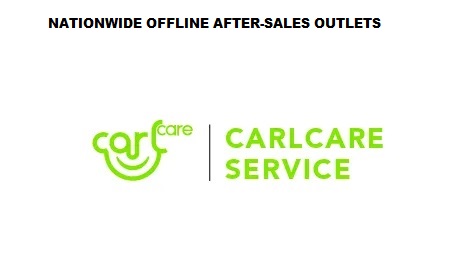 NATIONWIDE OFFLINE AFTER-SALES OUTLETS
carlcare
CARLCARE
SERVICE